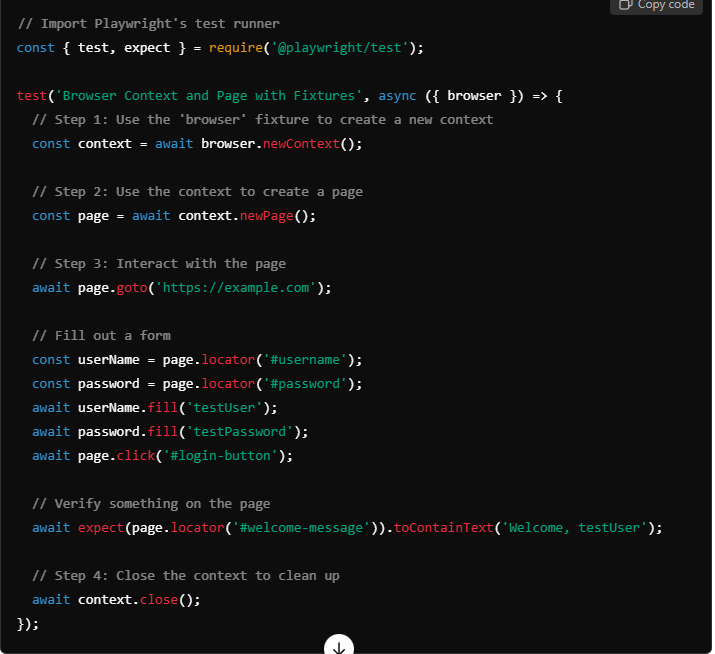 Copy code
// Import Playwright's test runner
const { test, expect } = require('@playwright/test');
test('Browser Context and Page with Fixtures', async ({ browser }) => {
// Step 1: Use the 'browser' fixture to create a new context
const context = await browser.newContext();
// Step 2: Use the context to create a page
const page = await context.newPage();
// Step 3: Interact with the page
await page.goto('https://example.com');
// Fill out a form
const userName = page.locator('#username');
const password = page.locator('#password');
await userName.fill('testUser');
await password.fill('testPassword');
await page.click('#login-button');
// Verify something on the page
await expect(page.locator('#welcome-message')).toContainText('Welcome, testUser');
// Step 4: Close the context to clean up
await context.close();
});